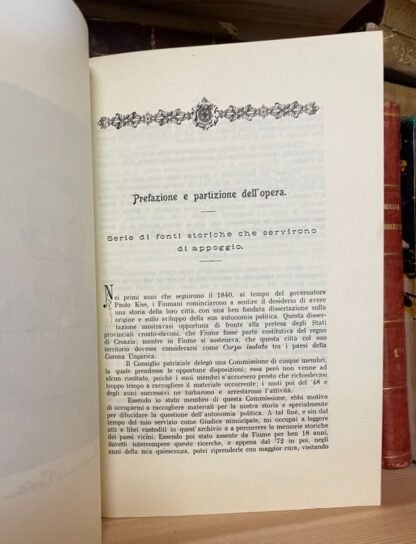 Prefazione e partizione dell'opera.
Serie di fonti storiche che servirono
di appoggio.
Nei primi anni che seguirono il 1840, al tempo del governatore
Paolo Kiss, i Fiumani cominciarono a sentire il desiderio di avere
una storia della loro città, con una ben fondata dissertazione sulla
origine e sullo sviluppo della sua autonomia politica. Questa disser-
tazione mostravasi opportuna di fronte alla pretesa degli Stati
provinciali croato-slavoni, che Fiume fosse parte costitutiva del regno
di Croazia; mentre in Fiume si sosteneva, che questa città col suo
territorio dovesse considerarsi come Corpo isolato tra i paesi della
Corona Ungarica.
Il Consiglio patriziale delegò una Commissione di cinque membri,
la quale prendesse le opportune disposizioni; essa però non venne ad
alcun risultato, poichè i suoi membri s'accorsero presto che richiedevasi
troppo tempo a raccogliere il materiale occorrente; i moti poi del '48 e
degli anni successivi ne turbarono e arrestarono l'attività.
Essendo io stato membro di questa Commissione, ebbi motivo
di occuparmi a raccogliere materiali per la nostra storia e specialmente
per dilucidare la questione dell'autonomia politica. A tal fine, e sin dal
tempo del mio servizio come Giudice municipale, mi occupai a leggere
atti e libri custoditi in quest'archivio e a percorrere le memorie storiche
dei paesi vicini. Essendo poi stato assente da Fiume per ben 18 anni,
dovetti interrompere queste ricerche, e appena dal '72 in poi, negli
anni della mia quiescenza, potei riprenderle con maggior cura, visitando
1